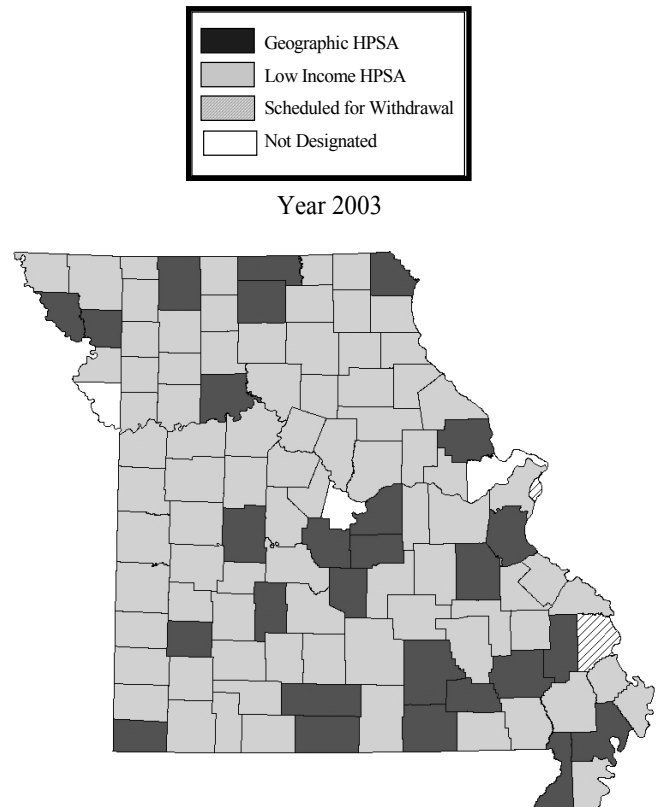 Geographic HPSA
Low Income HPSA
Scheduled for Withdrawal
Not Designated
Year 2003